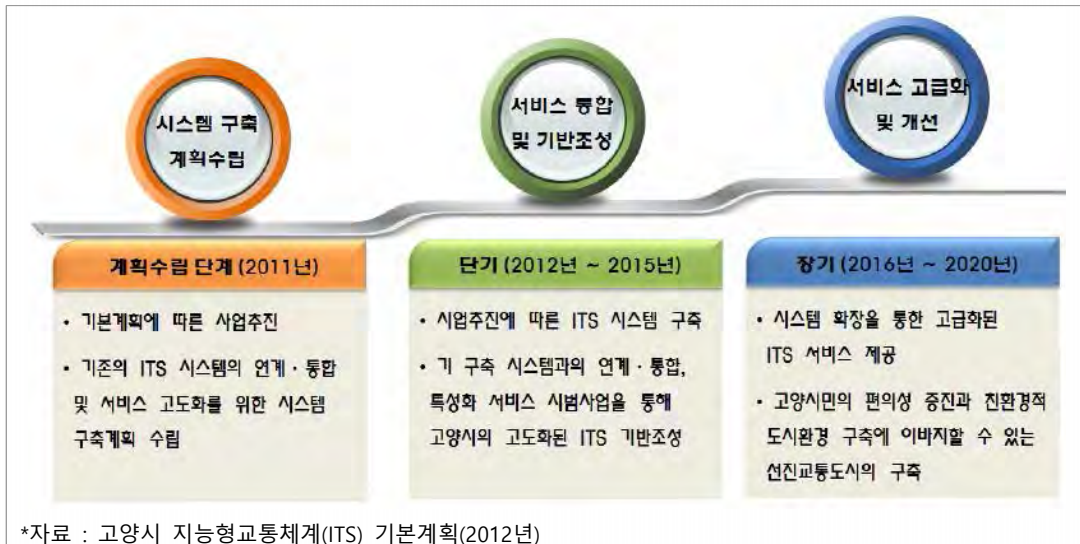 시스템 구축
계획수립
서비스 통합
및 기반조성
서비스 고급화
및 개선
계획수립 단계 (2011년)
• 기본계획에 따른 사업추진
• 기존의 ITS 시스템의 연계 · 통합
및 서비스 고도화를 위한 시스템
구축계획 수립
단기 (2012년 ~ 2015년)
• 사업추진에 따른 ITS 시스템 구축
• 기 구축 시스템과의 연계 · 통합,
특성화 서비스 시범사업을 통해
고양시의 고도화된 ITS 기반조성
장기 (2016년 ~ 2020년)
• 시스템 확장을 통한 고급화된
ITS 서비스 제공
• 고양시민의 편의성 증진과 친환경적
도시환경 구축에 이바지할 수 있는
선진교통도시의 구축
*자료 : 고양시 지능형교통체계(ITS) 기본계획(2012년)